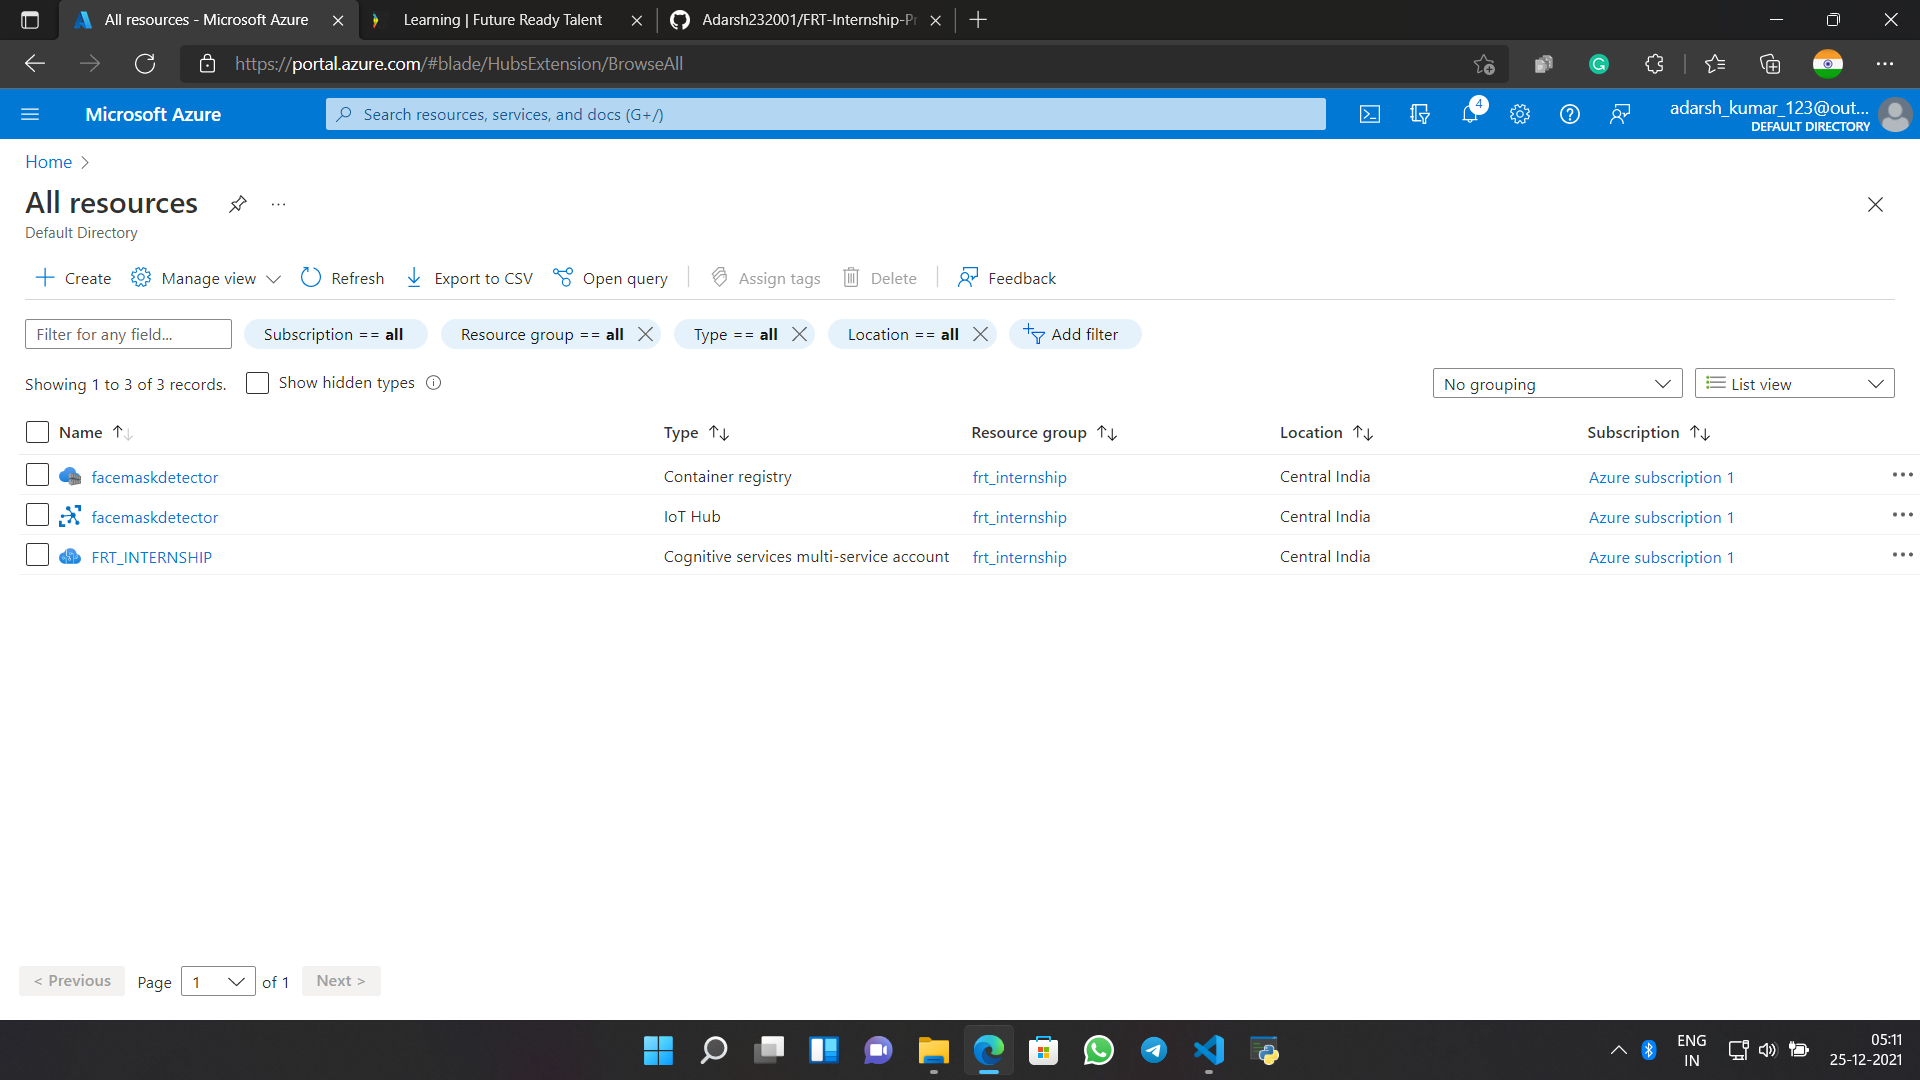 All resources - Microsoft Azure
Learning | Future Ready Talent
Adarsh232001/FRT-Internship-Pr
https://portal.azure.com/#blade/HubsExtension/BrowseAll
Microsoft Azure
Search resources, services, and docs (G+/)
4
adarsh_kumar_123@out...
DEFAULT DIRECTORY
Home
All resources
Default Directory
Create Manage view Refresh Export to CSV Open query Assign tags Delete Feedback
Filter for any field... Subscription == all Resource group == all Type == all Location == all Add filter
Showing 1 to 3 of 3 records. Show hidden types No grouping List view
Name Type Resource group Location Subscription
facemaskdetector Container registry frt_internship Central India Azure subscription 1
facemaskdetector IoT Hub frt_internship Central India Azure subscription 1
FRT_INTERNSHIP Cognitive services multi-service account frt_internship Central India Azure subscription 1
< Previous Page 1 of 1 Next >
ENG
IN
05:11
25-12-2021